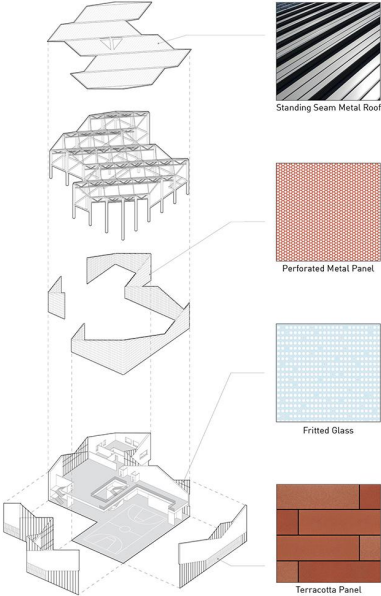 Standing Seam Metal Roof
Perforated Metal Panel
Fritted Glass
Terracotta Panel